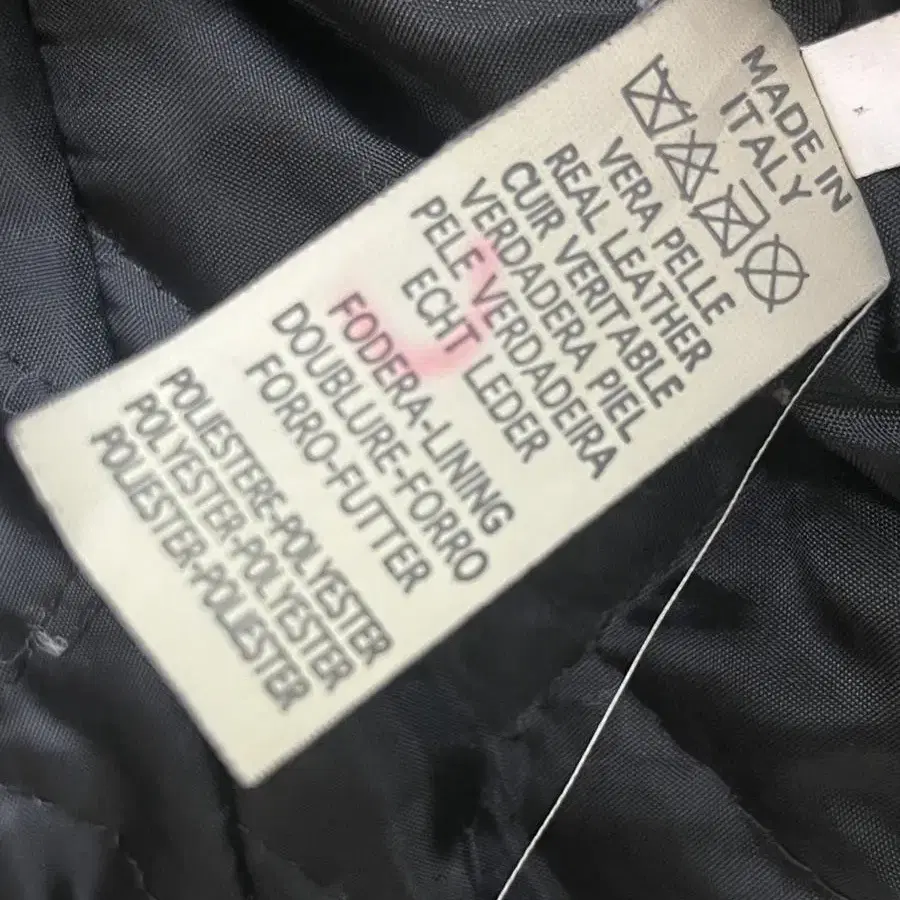 MADE IN
ITALY
VERA PELLE
REAL LEATHER
CUIR VERITABLE
VERDADERA PIEL
PELE VERDADEIRA
ECHT LEDER
FODERA-LINING
DOUBLURE-FORRO
FORRO-FUTTER
POLIESTERE-POLYESTER
POLYESTER-POLYESTER
POLIESTER-POLIESTER